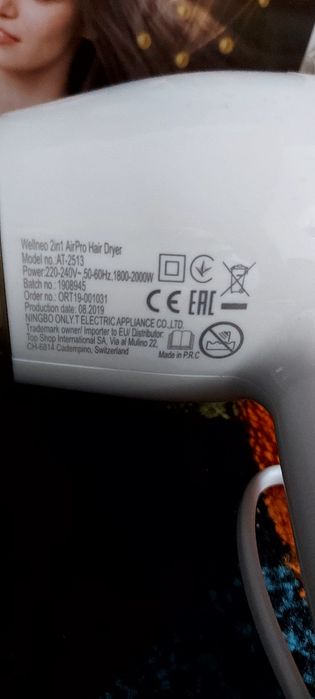 Wellneo 2in1 AirPro Hair Dryer
Model no.:AT-2513
Power:220-240V~,50-60Hz,1800-2000W
Batch no.: 1908945
Order no.: ORT19-001031
Production date: 08.2019
NINGBO ONLY.T ELECTRIC APPLIANCE CO.,LTD.
Trademark owner/ Importer to EU/ Distributor:
Top Shop International SA, Via al Mulino 22,
CH-6814 Cadempino, Switzerland
CE EAC
Made in P.R.C